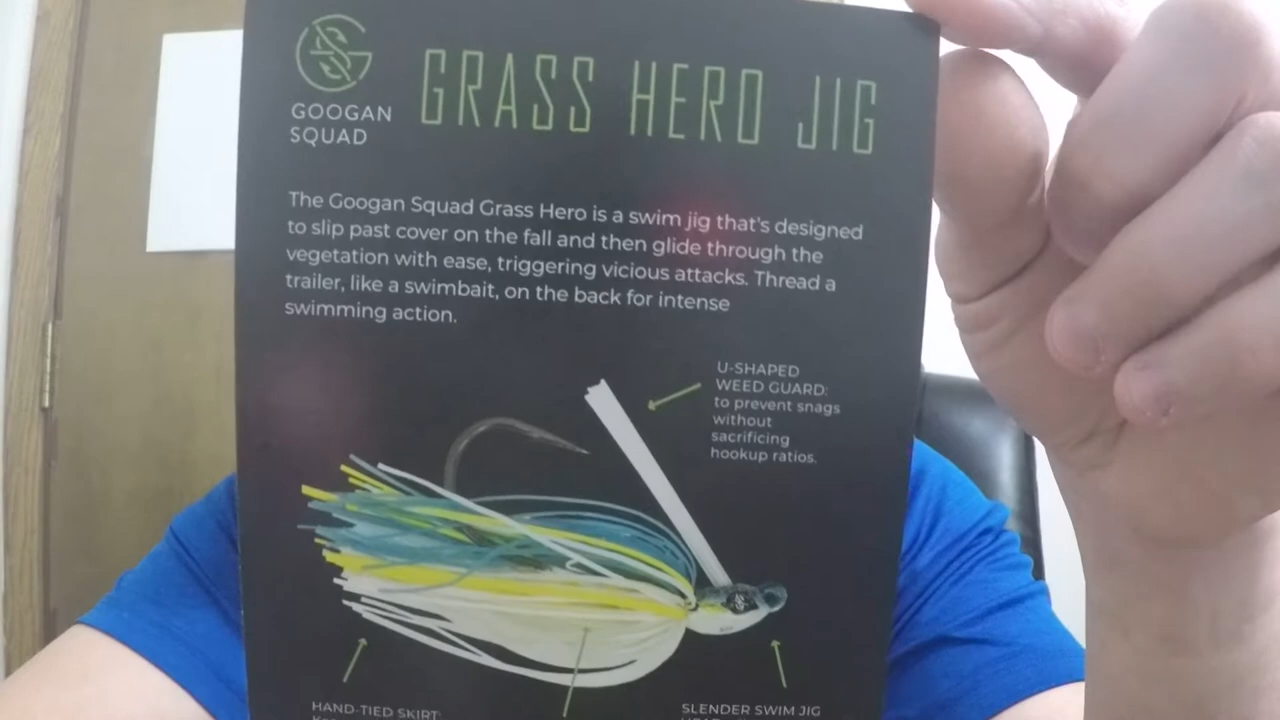 GOOGAN
SQUAD
GRASS HERO JIG
The Googan Squad Grass Hero is a swim jig that's designed
to slip past cover on the fall and then glide through the
vegetation with ease, triggering vicious attacks. Thread a
trailer, like a swimbait, on the back for intense
swimming action.
U-SHAPED
WEED GUARD:
to prevent snags
without
sacrificing
hookup ratios.
HAND-TIED SKIRT:
SLENDER SWIM JIG